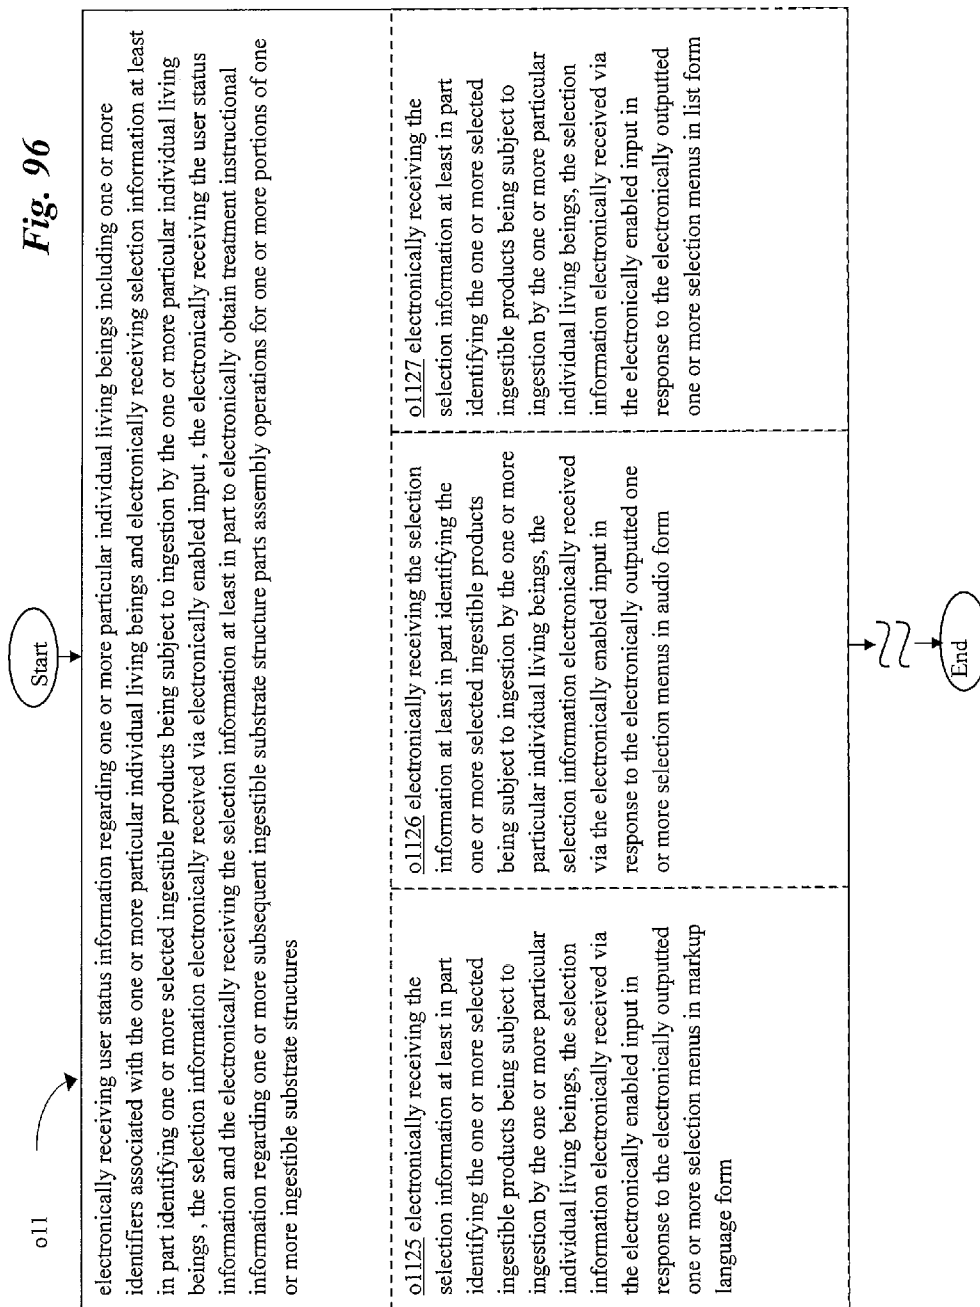 Fig. 96
o11
Start
electronically receiving user status information regarding one or more particular individual living beings including one or more
identifiers associated with the one or more particular individual living beings and electronically receiving selection information at least
in part identifying one or more selected ingestible products being subject to ingestion by the one or more particular individual living
beings , the selection information electronically received via electronically enabled input , the electronically receiving the user status
information and the electronically receiving the selection information at least in part to electronically obtain treatment instructional
information regarding one or more subsequent ingestible substrate structure parts assembly operations for one or more portions of one
or more ingestible substrate structures
o1125 electronically receiving the
selection information at least in part
identifying the one or more selected
ingestible products being subject to
ingestion by the one or more particular
individual living beings, the selection
information electronically received via
the electronically enabled input in
response to the electronically outputted
one or more selection menus in markup
language form
o1126 electronically receiving the selection
information at least in part identifying the
one or more selected ingestible products
being subject to ingestion by the one or more
particular individual living beings, the
selection information electronically received
via the electronically enabled input in
response to the electronically outputted one
or more selection menus in audio form
o1127 electronically receiving the
selection information at least in part
identifying the one or more selected
ingestible products being subject to
ingestion by the one or more particular
individual living beings, the selection
information electronically received via
the electronically enabled input in
response to the electronically outputted
one or more selection menus in list form
End